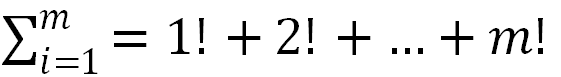 ∑_{i=1}^{m} = 1! + 2! + ... + m!